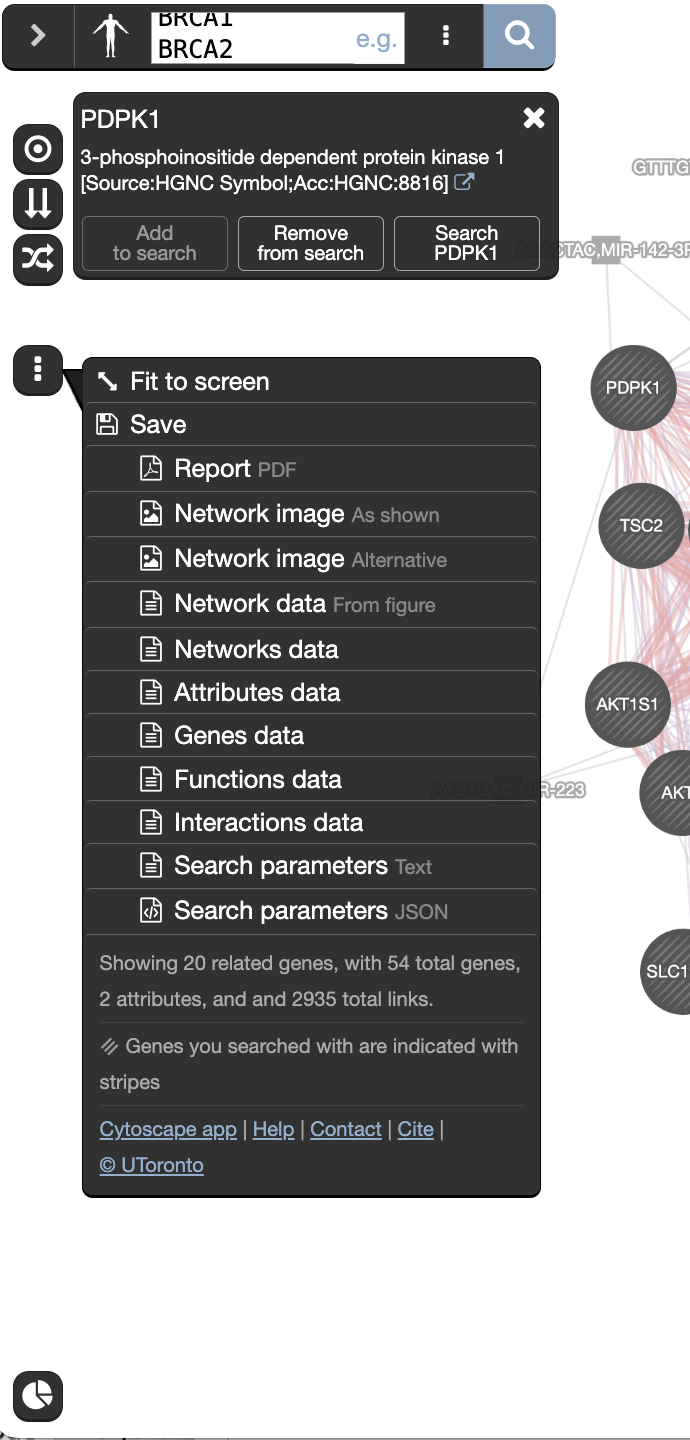 BRCA1
BRCA2
e.g.
PDPK1
3-phosphoinositide dependent protein kinase 1
[Source:HGNC Symbol;Acc:HGNC:8816]
Add
to search
Remove
from search
Search
PDPK1
GTTTG
ACACTAC,MIR-142-3P
PDPK1
Fit to screen
Save
Report PDF
Network image As shown
TSC2
Network image Alternative
Network data From figure
Networks data
Attributes data
AKT1S1
Genes data
Functions data
AACTGAC,MIR-223
AKT
Interactions data
Search parameters Text
Search parameters JSON
Showing 20 related genes, with 54 total genes,
2 attributes, and and 2935 total links.
SLC1
Genes you searched with are indicated with
stripes
Cytoscape app | Help | Contact | Cite |
© UToronto